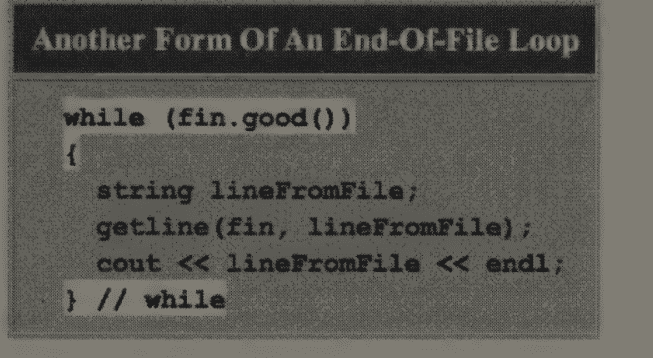 Another Form Of An End-Of-File Loop
while (fin.good())
{
string lineFromFile;
getline(fin, lineFromFile);
cout << lineFromFile << endl;
} // while